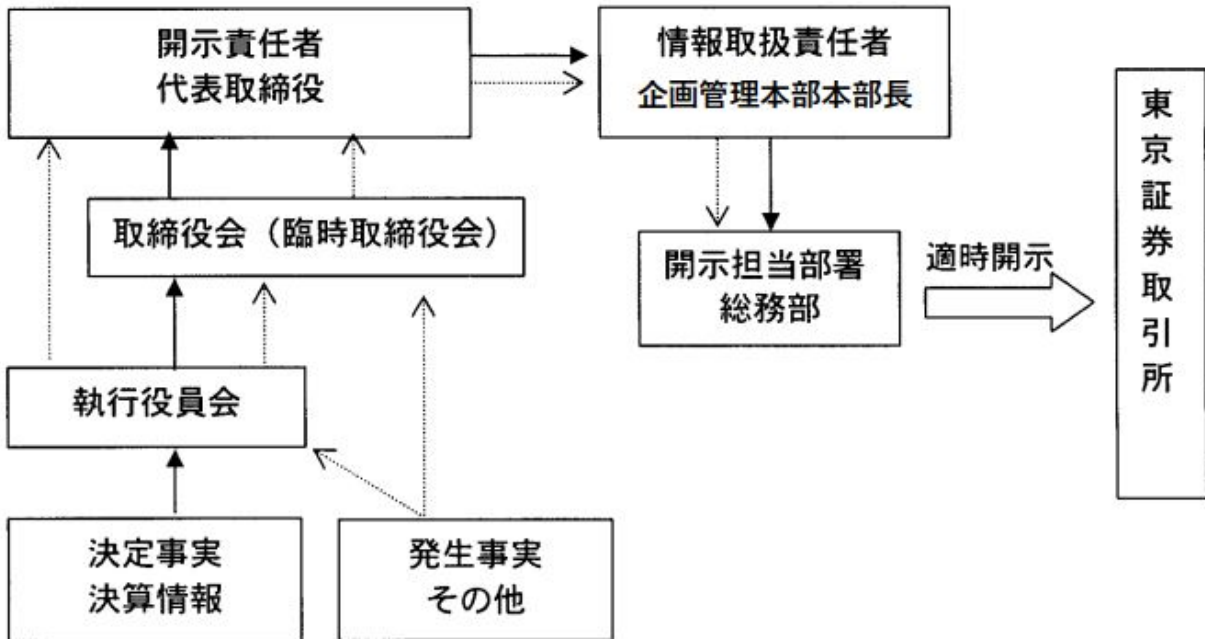 開示責任者
代表取締役
情報取扱責任者
企画管理本部本部長
東京証券取引所
取締役会（臨時取締役会）
開示担当部署
総務部
適時開示
執行役員会
決定事実
決算情報
発生事実
その他